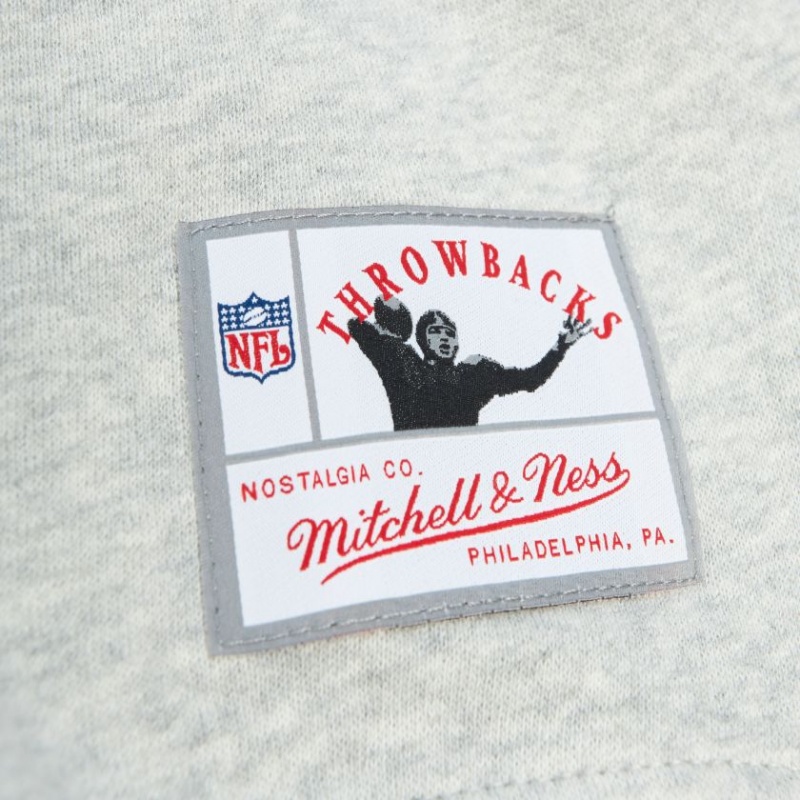 THROWBACKS
NFL
NOSTALGIA CO.
Mitchell & Ness
PHILADELPHIA, PA.